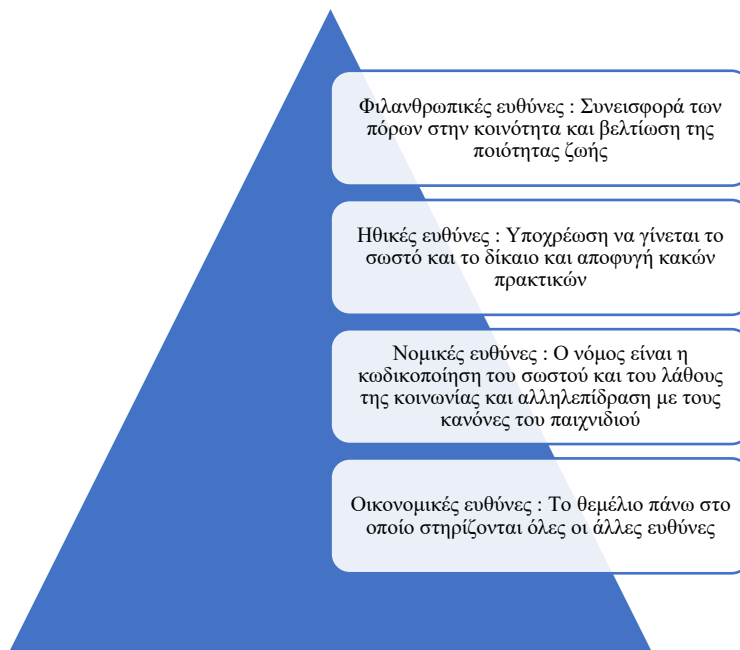 Φιλανθρωπικές ευθύνες : Συνεισφορά των
πόρων στην κοινότητα και βελτίωση της
ποιότητας ζωής
Ηθικές ευθύνες : Υποχρέωση να γίνεται το
σωστό και το δίκαιο και αποφυγή κακών
πρακτικών
Νομικές ευθύνες : Ο νόμος είναι η
κωδικοποίηση του σωστού και του λάθους
της κοινωνίας και αλληλεπίδραση με τους
κανόνες του παιχνιδιού
Οικονομικές ευθύνες : Το θεμέλιο πάνω στο
οποίο στηρίζονται όλες οι άλλες ευθύνες